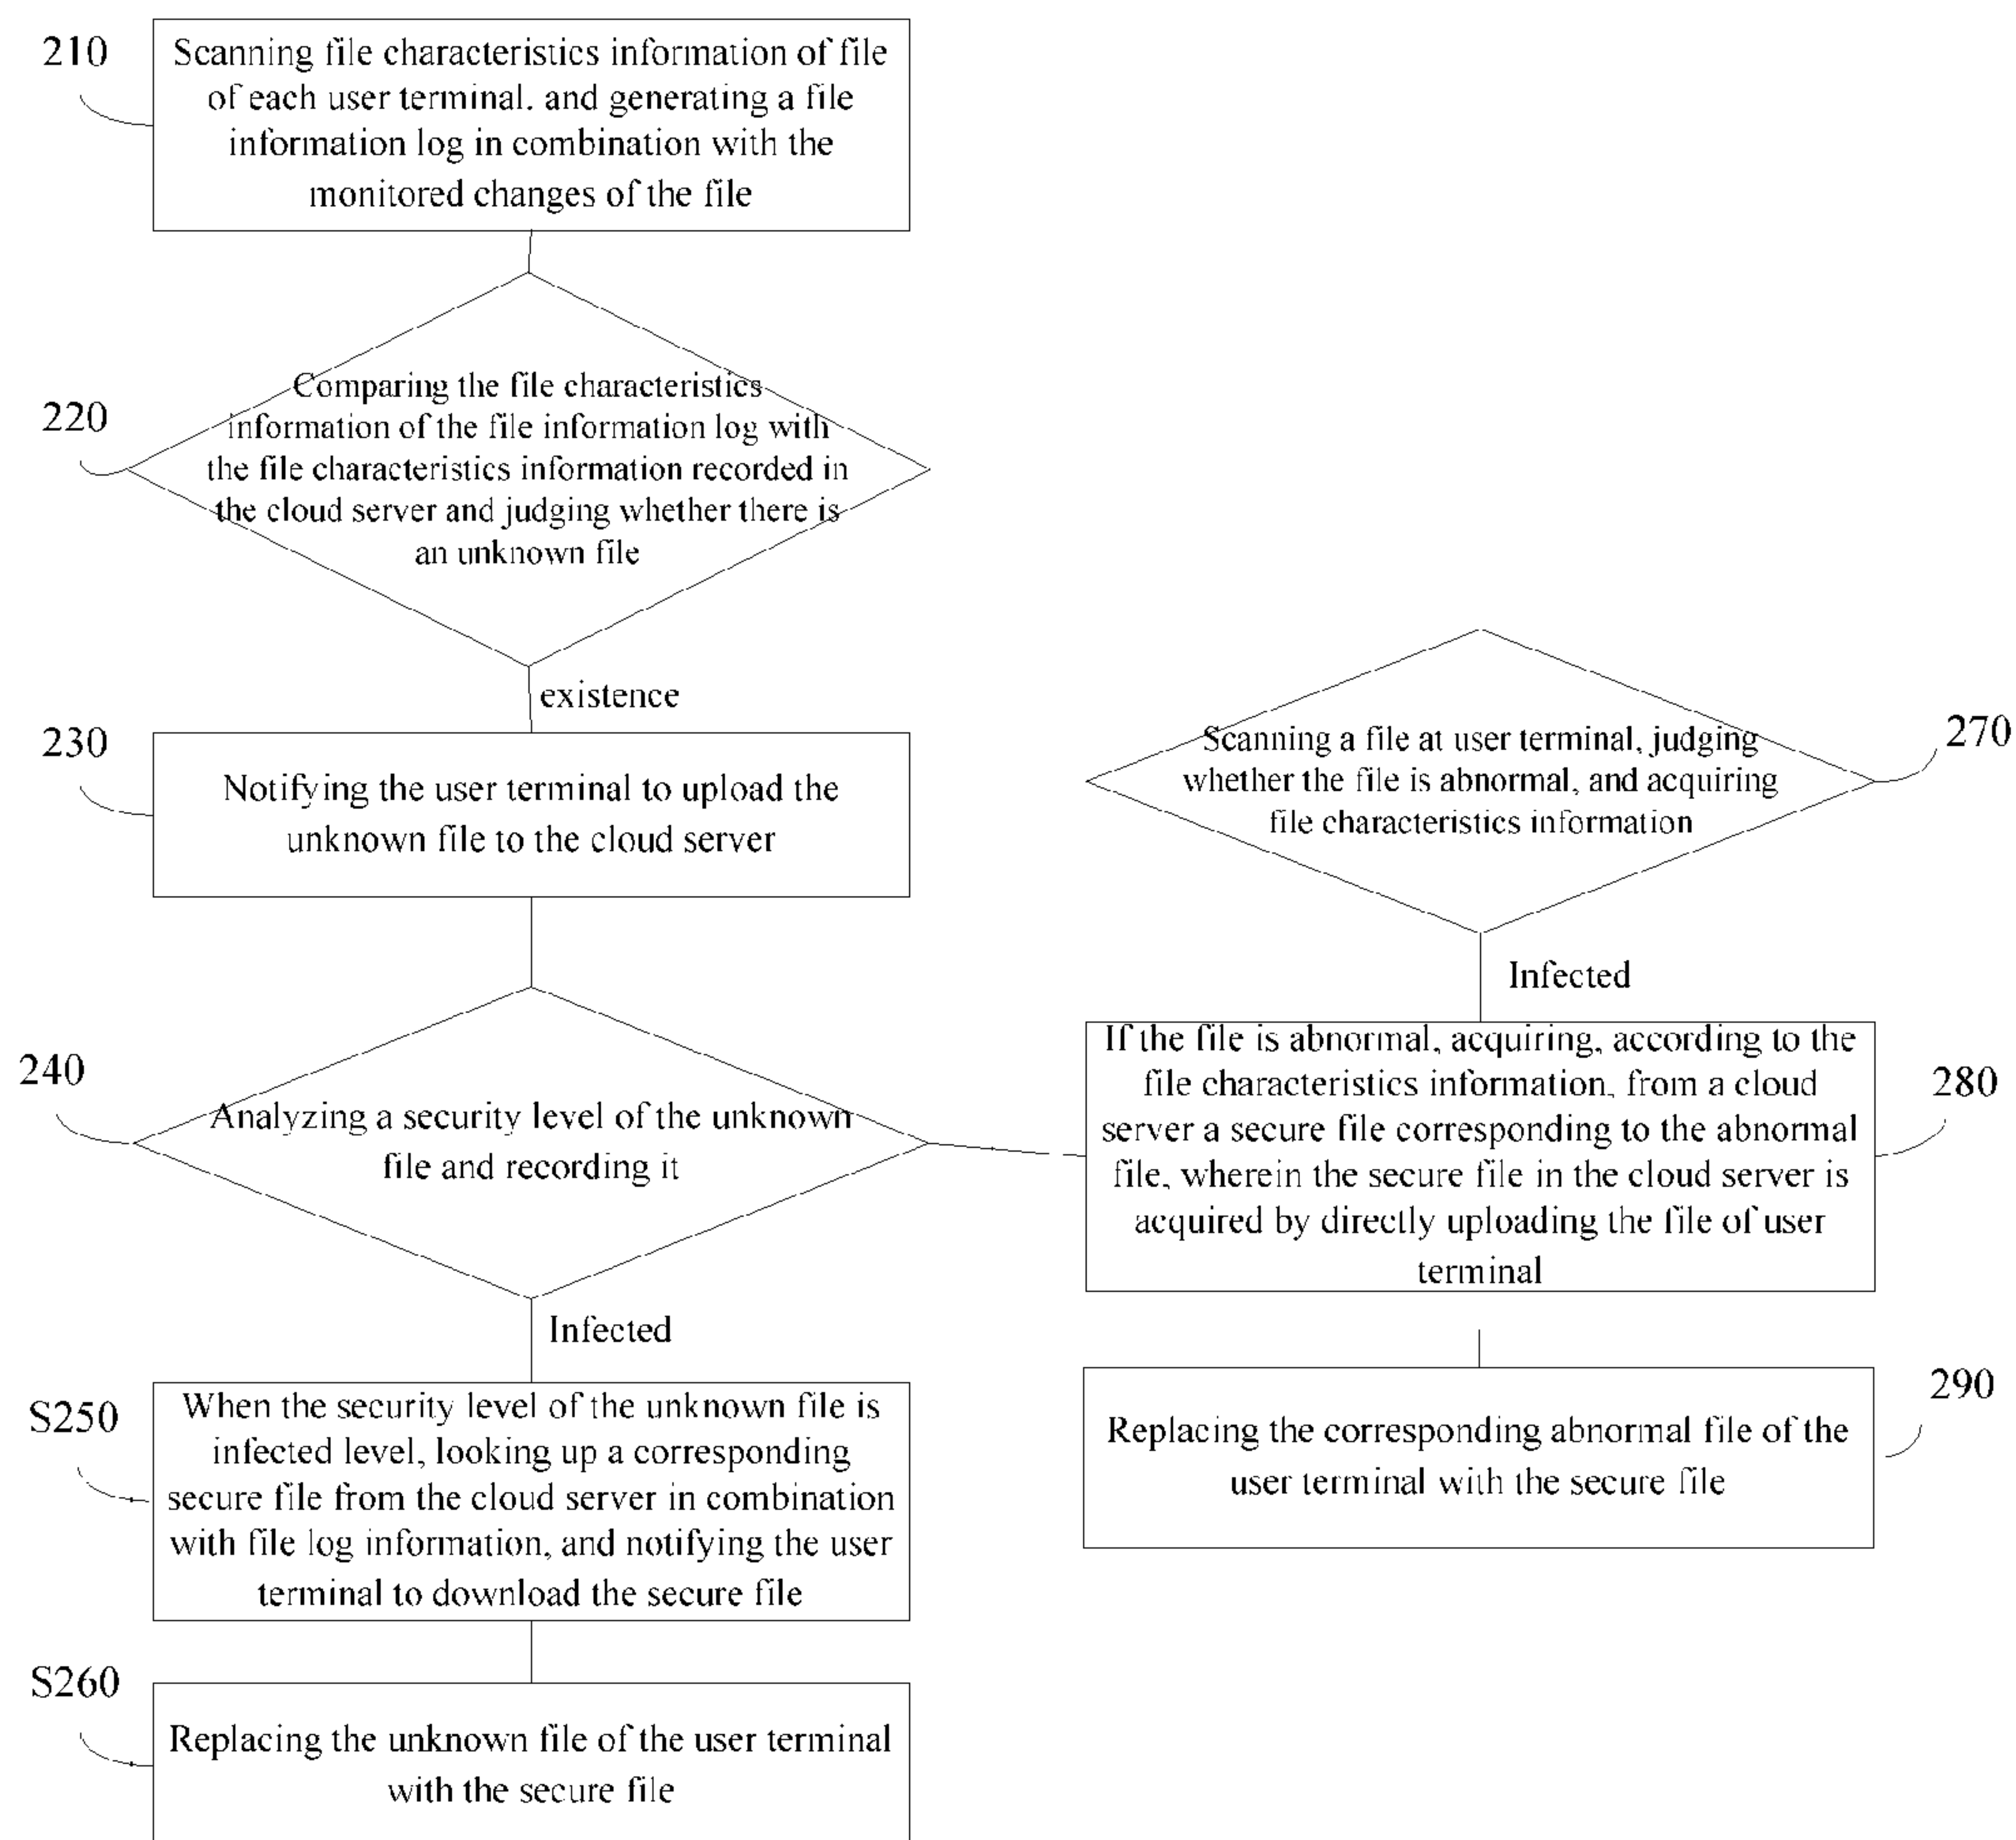 210
Scanning file characteristics information of file
of each user terminal. and generating a file
information log in combination with the
monitored changes of the file
220
Comparing the file characteristics
information of the file information log with
the file characteristics information recorded in
the cloud server and judging whether there is
an unknown file
existence
230
Notifying the user terminal to upload the
unknown file to the cloud server
240
Analyzing a security level of the unknown
file and recording it
Infected
S250
When the security level of the unknown file is
infected level, looking up a corresponding
secure file from the cloud server in combination
with file log information, and notifying the user
terminal to download the secure file
S260
Replacing the unknown file of the user terminal
with the secure file
270
Scanning a file at user terminal, judging
whether the file is abnormal, and acquiring
file characteristics information
Infected
280
If the file is abnormal, acquiring, according to the
file characteristics information, from a cloud
server a secure file corresponding to the abnormal
file, wherein the secure file in the cloud server is
acquired by directly uploading the file of user
terminal
290
Replacing the corresponding abnormal file of the
user terminal with the secure file